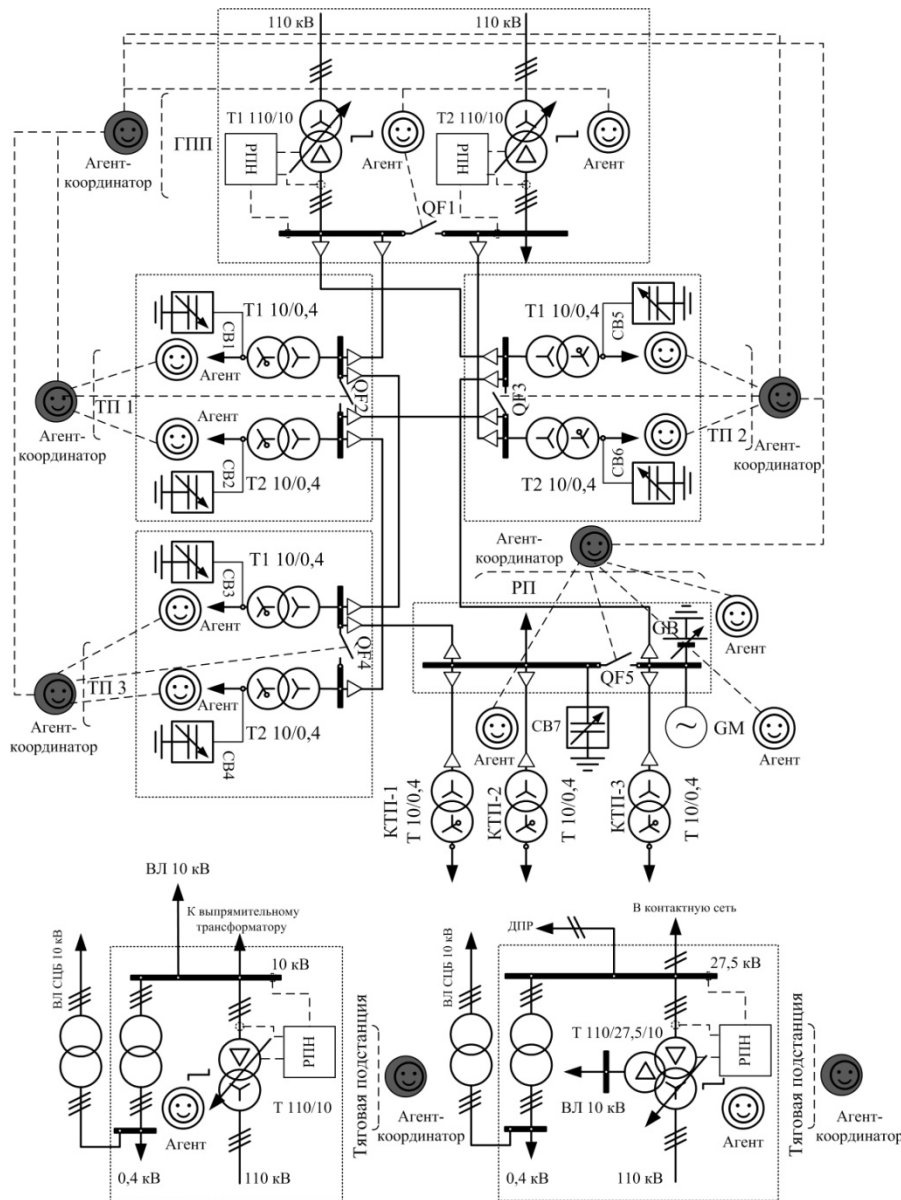 110 кВ
110 кВ
Т1 110/10
РПН
Агент
Т2 110/10
РПН
Агент
ГПП
Агент-
координатор
QF1
Т1 10/0,4
СВ1
Агент
QF2
ТП 1
Агент-
координатор
Агент
СВ2
Т2 10/0,4
Т1 10/0,4
СВ5
Агент
QF3
ТП 2
Агент-
координатор
Агент
СВ6
Т2 10/0,4
Т1 10/0,4
СВ3
Агент
QF4
ТП 3
Агент-
координатор
Агент
СВ4
Т2 10/0,4
Агент-
координатор
РП
GB
Агент
QF5
СВ7
Агент
GM
Агент
КТП-1
Т 10/0,4
КТП-2
Т 10/0,4
КТП-3
Т 10/0,4
ВЛ 10 кВ
К выпрямительному
трансформатору
ВЛ СЦБ 10 кВ
10 кВ
РПН
Т 110/10
Агент
0,4 кВ
110 кВ
Тяговая подстанция
Агент-
координатор
В контактную сеть
ДПР
ВЛ СЦБ 10 кВ
27,5 кВ
Т 110/27,5/10
РПН
ВЛ 10 кВ
Агент
0,4 кВ
110 кВ
Тяговая подстанция
Агент-
координатор